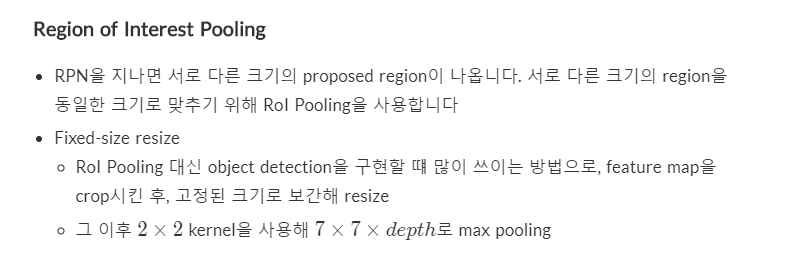 Region of Interest Pooling
• RPN을 지나면 서로 다른 크기의 proposed region이 나옵니다. 서로 다른 크기의 region을
동일한 크기로 맞추기 위해 RoI Pooling을 사용합니다
• Fixed-size resize
◦ RoI Pooling 대신 object detection을 구현할 떄 많이 쓰이는 방법으로, feature map을
crop시킨 후, 고정된 크기로 보간해 resize
◦ 그 이후 2 × 2 kernel을 사용해 7 × 7 × depth로 max pooling